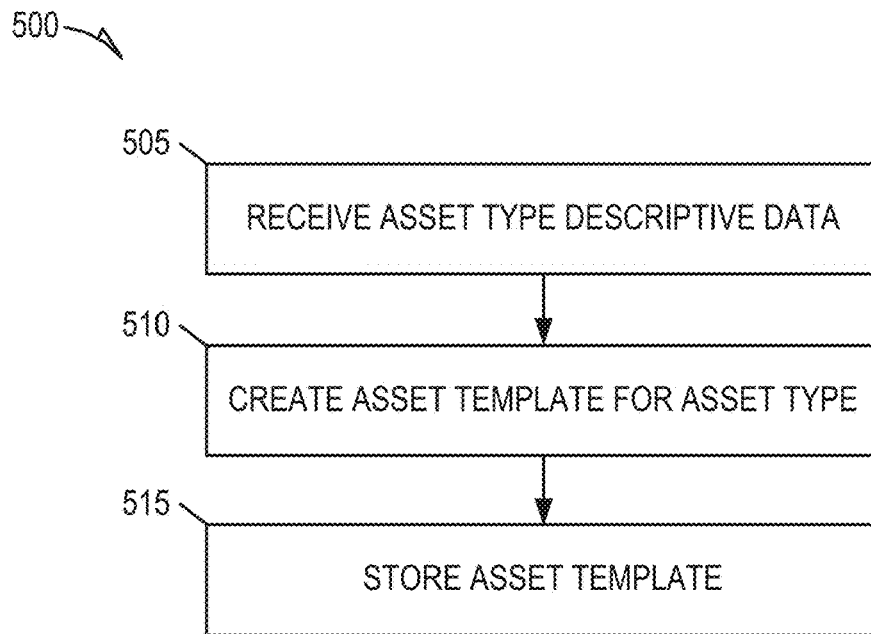 500
505
RECEIVE ASSET TYPE DESCRIPTIVE DATA
510
CREATE ASSET TEMPLATE FOR ASSET TYPE
515
STORE ASSET TEMPLATE